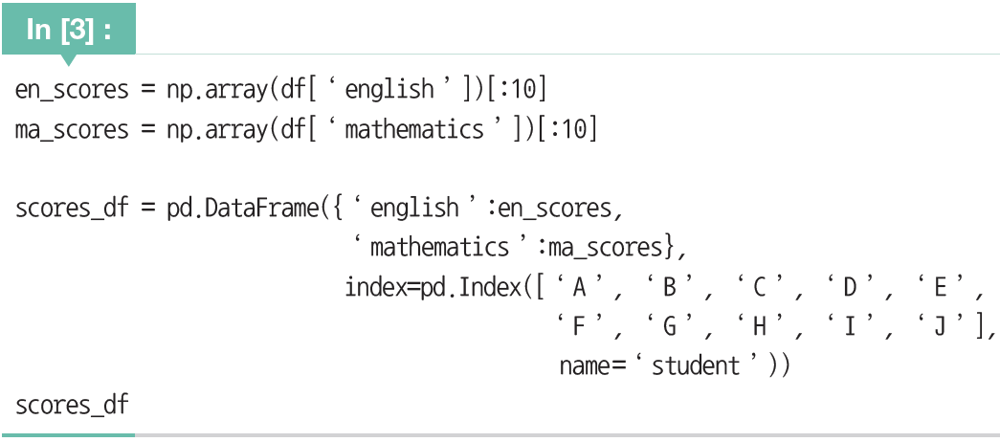 In [3] :
en_scores = np.array(df[ ‘ english ’ ])[:10]
ma_scores = np.array(df[ ‘ mathematics ’ ])[:10]
scores_df = pd.DataFrame({ ‘ english ’ :en_scores,
‘ mathematics ’ :ma_scores},
index=pd.Index([ ‘ A ’ , ‘ B ’ , ‘ C ’ , ‘ D ’ , ‘ E ’ ,
‘ F ’ , ‘ G ’ , ‘ H ’ , ‘ I ’ , ‘ J ’ ],
name= ‘ student ’ ))
scores_df